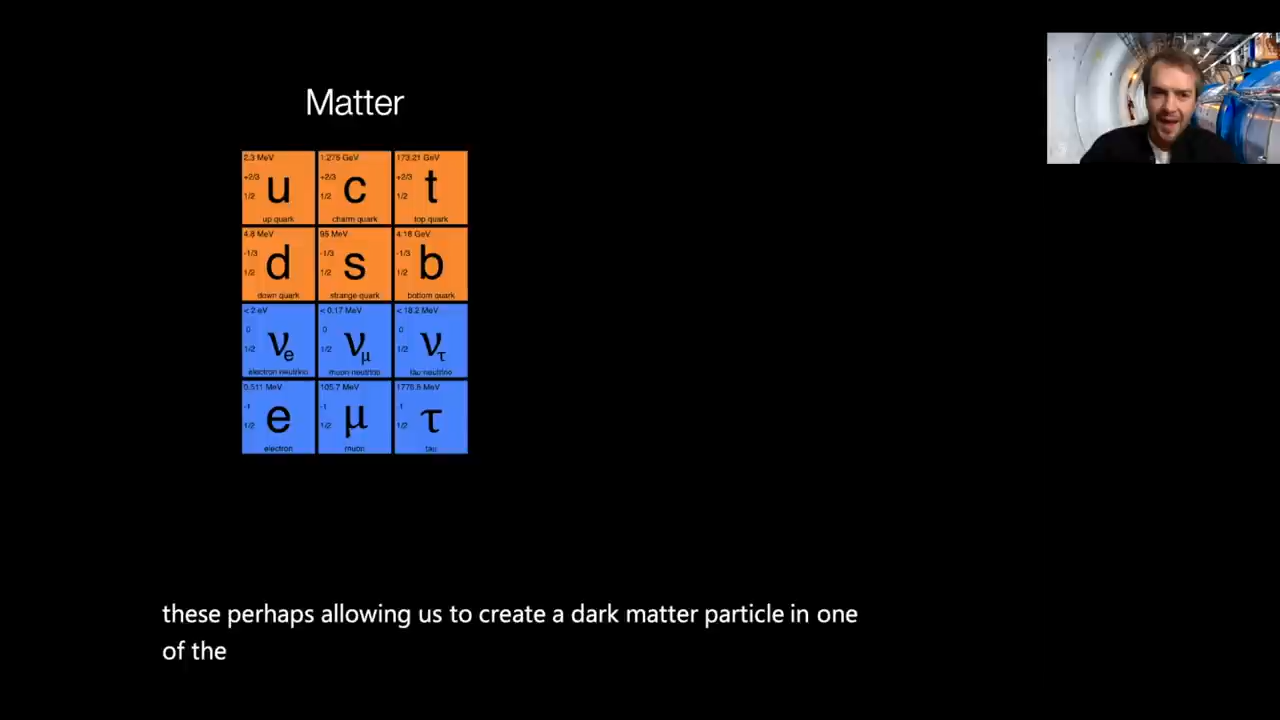 Matter
2.3 MeV 1.275 GeV 173.21 GeV
+2/3 +2/3 +2/3
u c t
1/2 1/2 1/2
up quark charm quark top quark
4.8 MeV 95 MeV 4.18 GeV
-1/3 -1/3 -1/3
d s b
1/2 1/2 1/2
down quark strange quark bottom quark
< 2 eV < 0.17 MeV < 18.2 MeV
0 0 0
νe νμ ντ
1/2 1/2 1/2
electron neutrino muon neutrino tau neutrino
0.511 MeV 105.7 MeV 1776.8 MeV
-1 -1 -1
e μ τ
1/2 1/2 1/2
electron muon tau
these perhaps allowing us to create a dark matter particle in one
of the